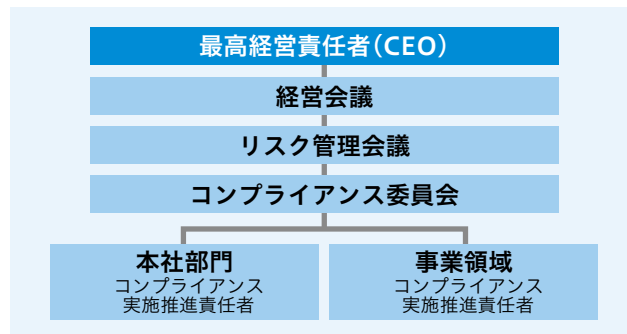 最高経営責任者（CEO）
経営会議
リスク管理会議
コンプライアンス委員会
本社部門
コンプライアンス
実施推進責任者
事業領域
コンプライアンス
実施推進責任者